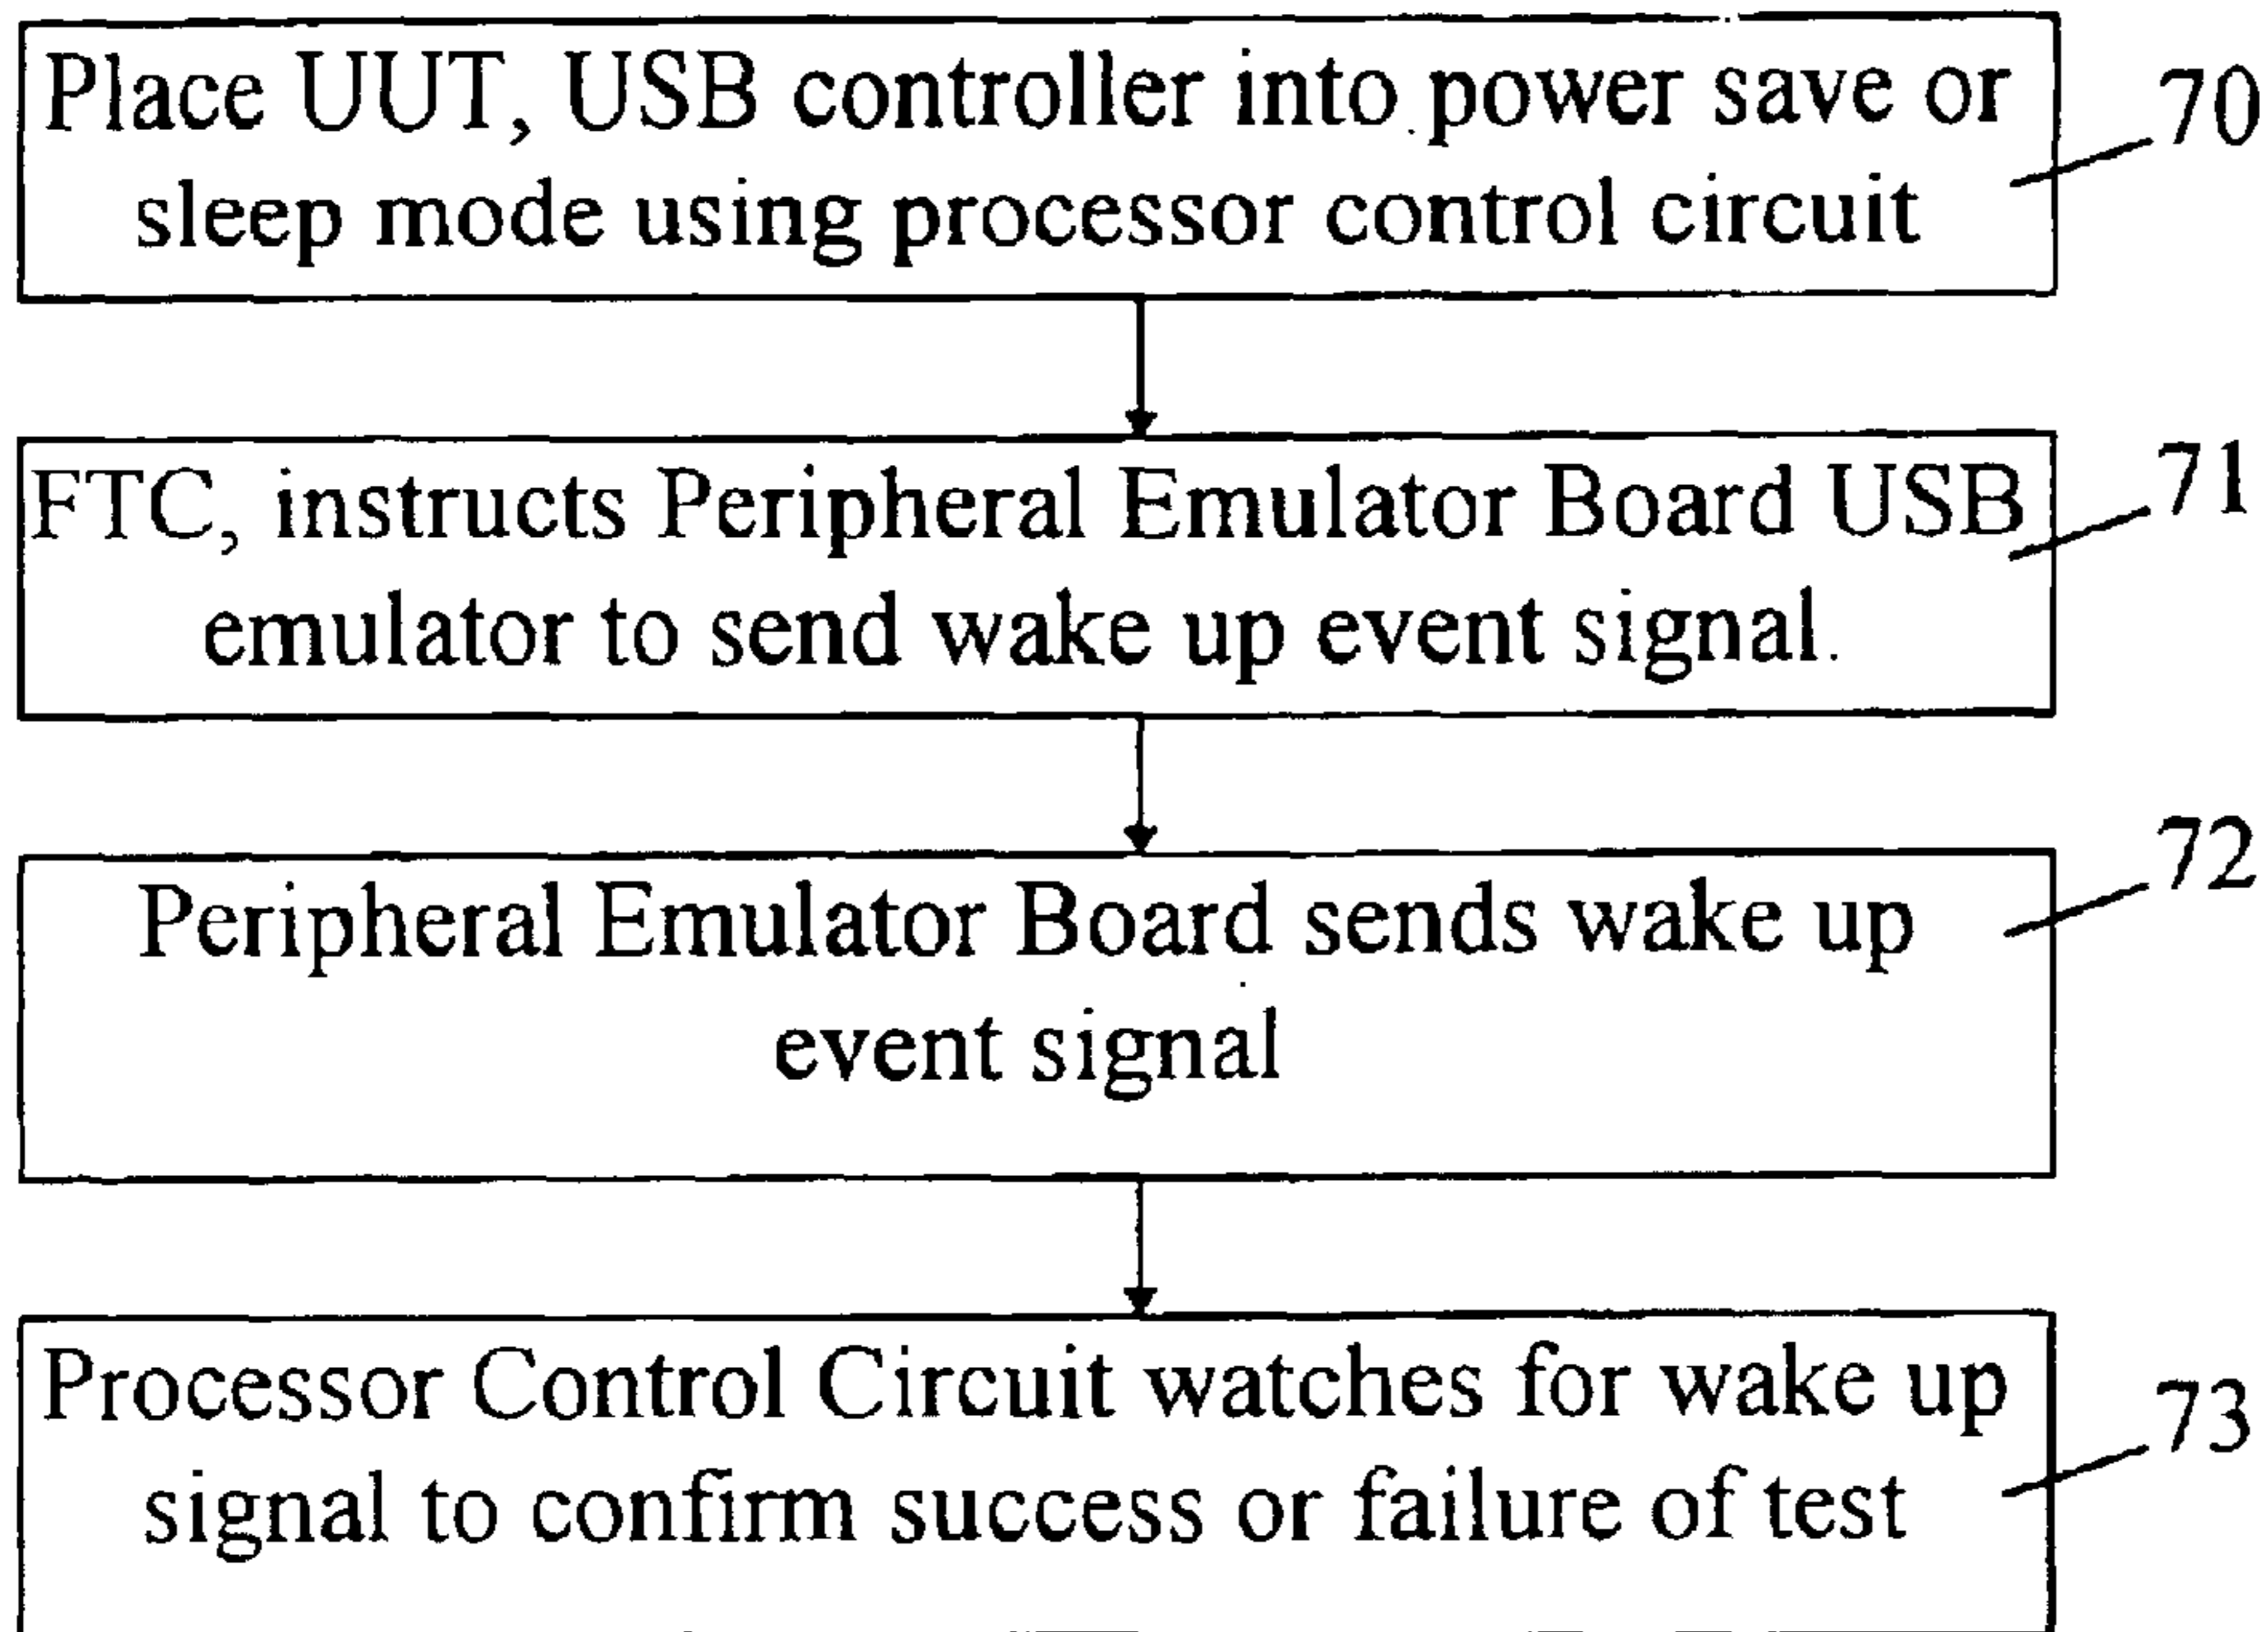 Place UUT, USB controller into power save or
sleep mode using processor control circuit
70
FTC, instructs Peripheral Emulator Board USB
emulator to send wake up event signal.
71
Peripheral Emulator Board sends wake up
event signal
72
Processor Control Circuit watches for wake up
signal to confirm success or failure of test
73